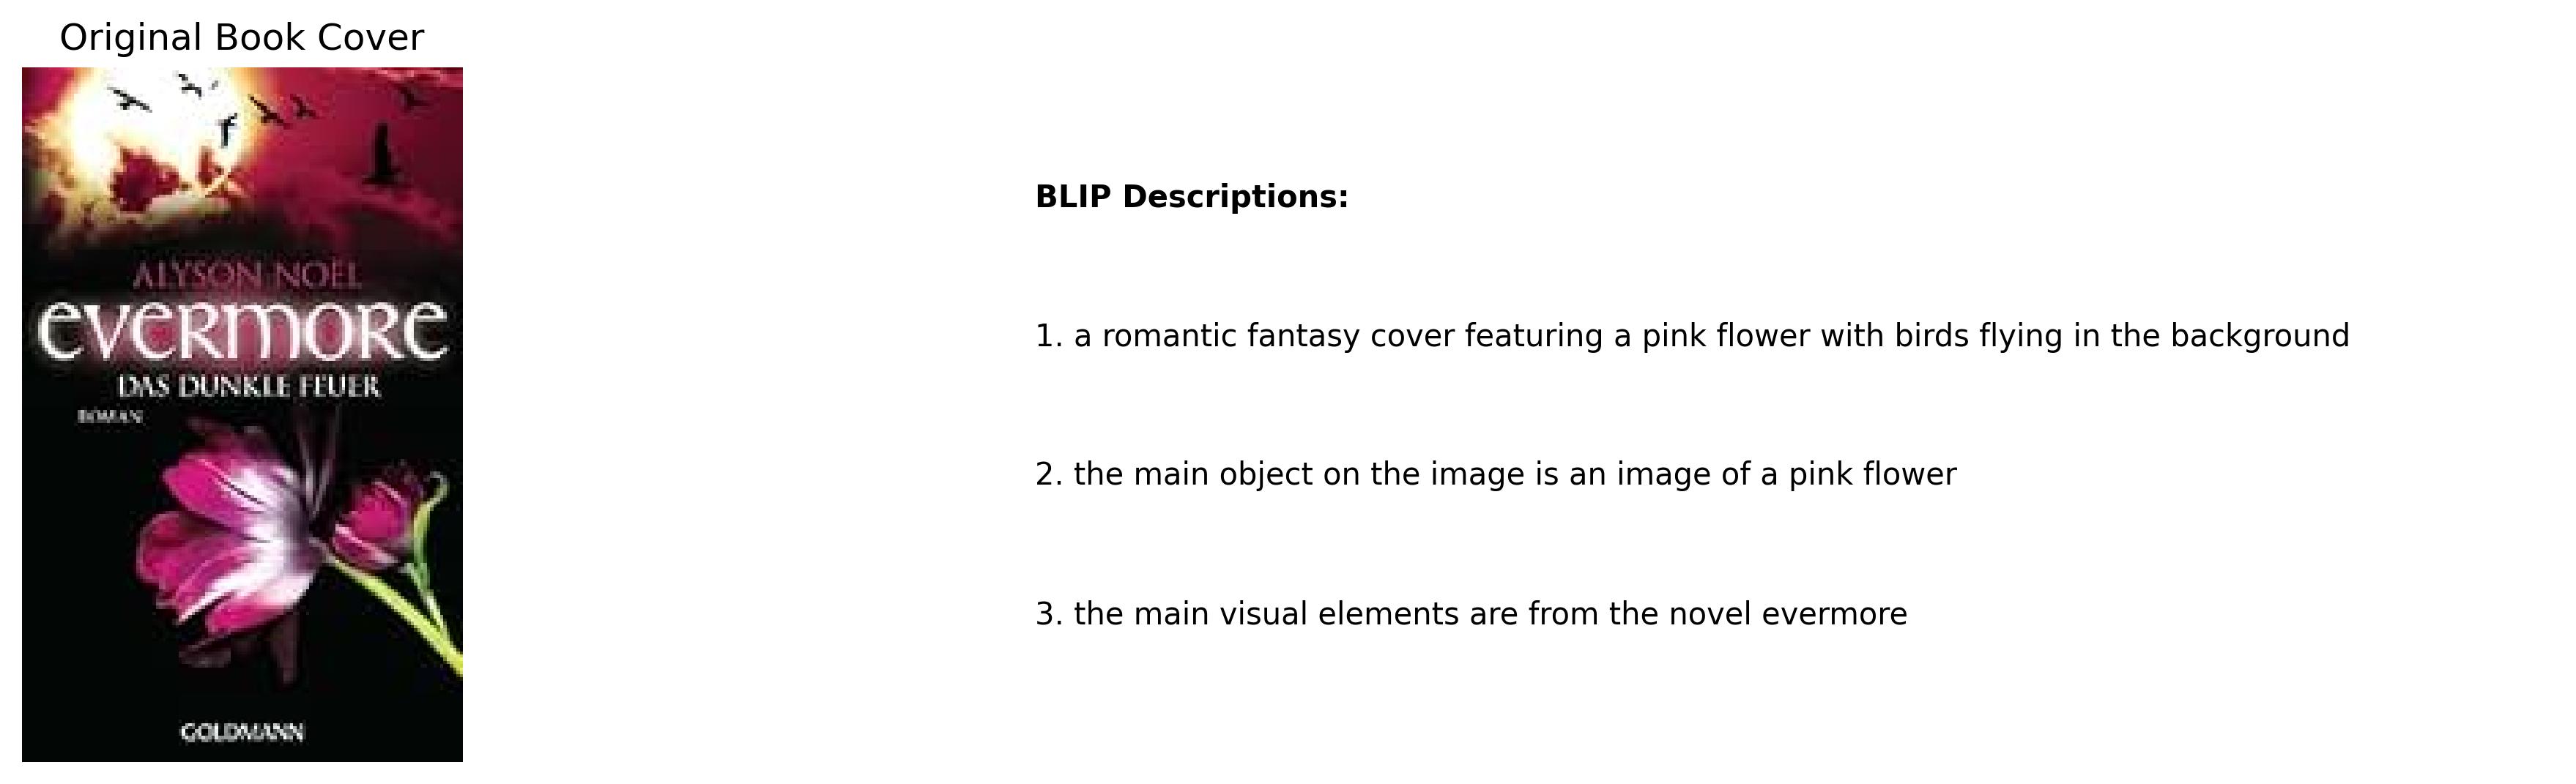 Original Book Cover
ALYSON NOËL
evermore
DAS DUNKLE FEUER
ROMAN
GOLDMANN
BLIP Descriptions:
1. a romantic fantasy cover featuring a pink flower with birds flying in the background
2. the main object on the image is an image of a pink flower
3. the main visual elements are from the novel evermore